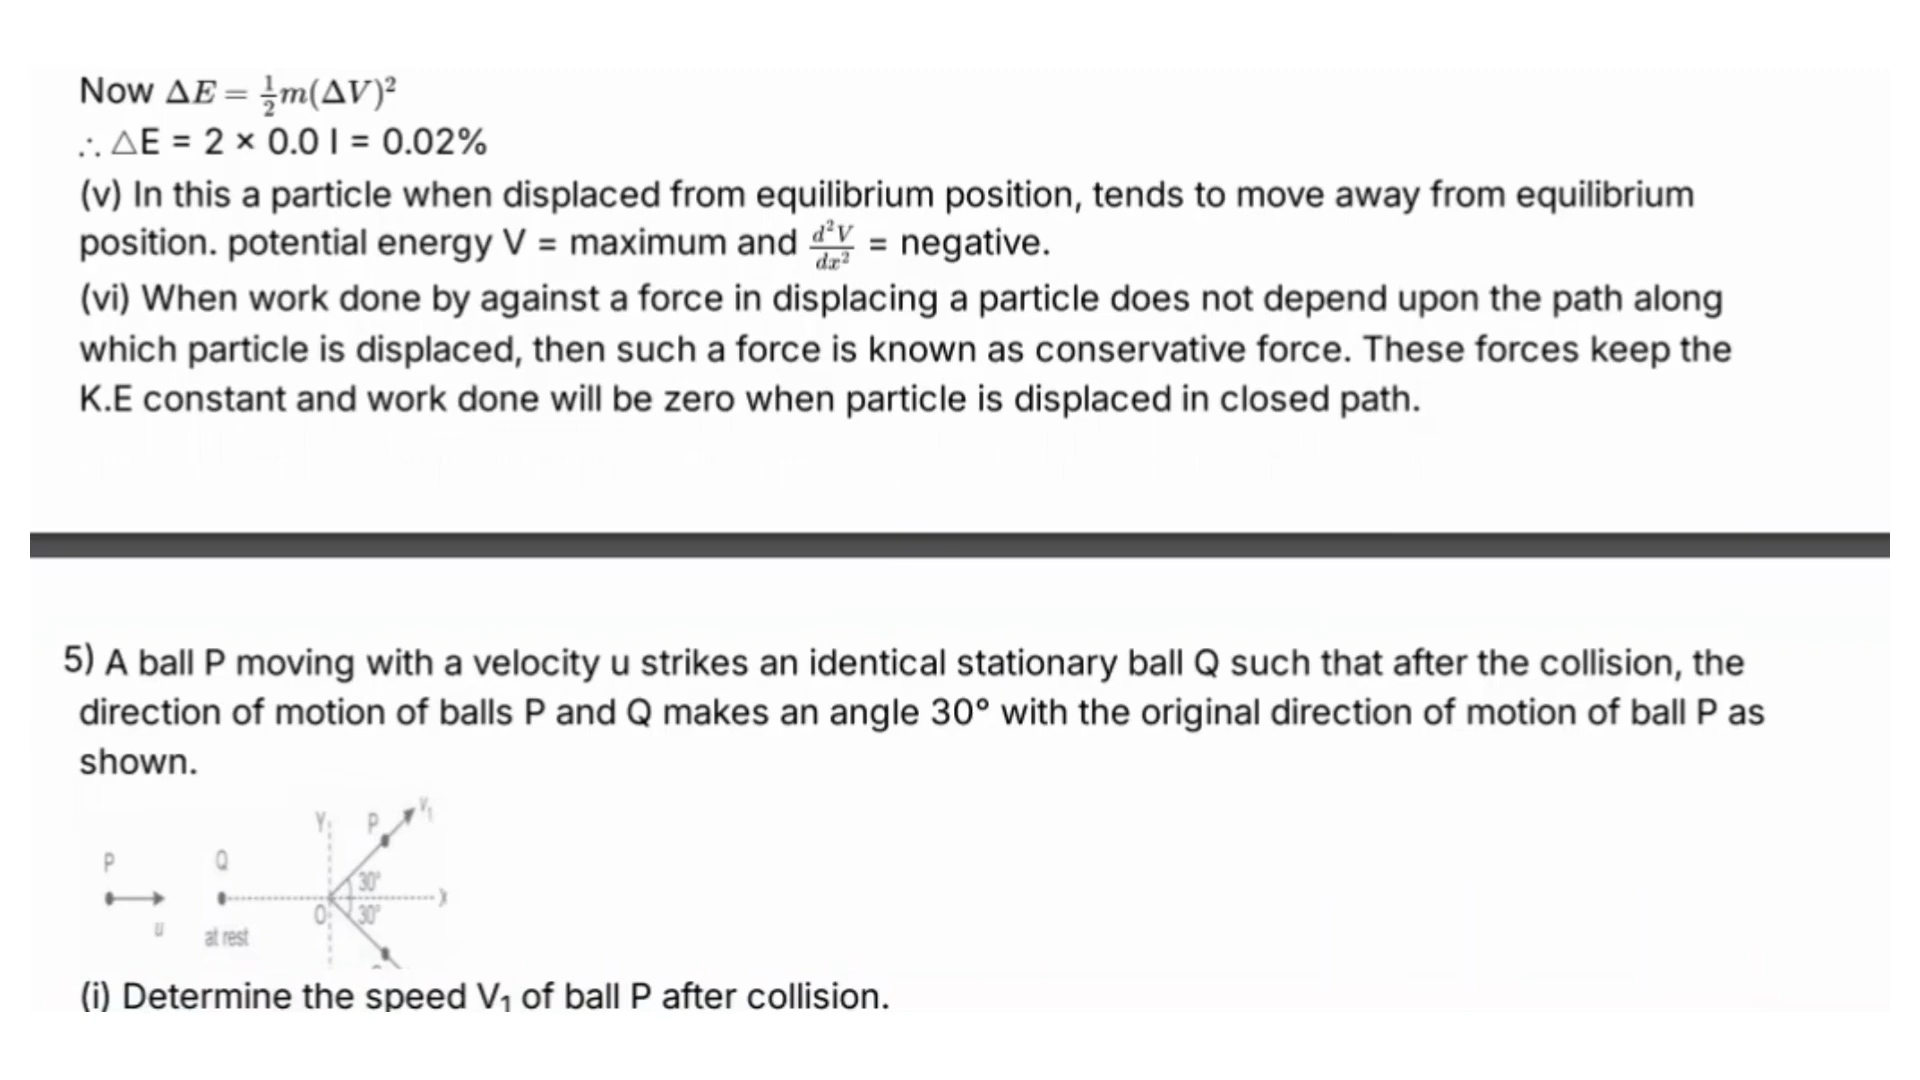 Now ΔE = ½m(ΔV)²
∴ △E = 2 × 0.0 I = 0.02%
(v) In this a particle when displaced from equilibrium position, tends to move away from equilibrium
position. potential energy V = maximum and d²V/dx² = negative.
(vi) When work done by against a force in displacing a particle does not depend upon the path along
which particle is displaced, then such a force is known as conservative force. These forces keep the
K.E constant and work done will be zero when particle is displaced in closed path.
5) A ball P moving with a velocity u strikes an identical stationary ball Q such that after the collision, the
direction of motion of balls P and Q makes an angle 30° with the original direction of motion of ball P as
shown.
P
u
Q
at rest
Y
P
V₁
30°
O
30°
(i) Determine the speed V₁ of ball P after collision.